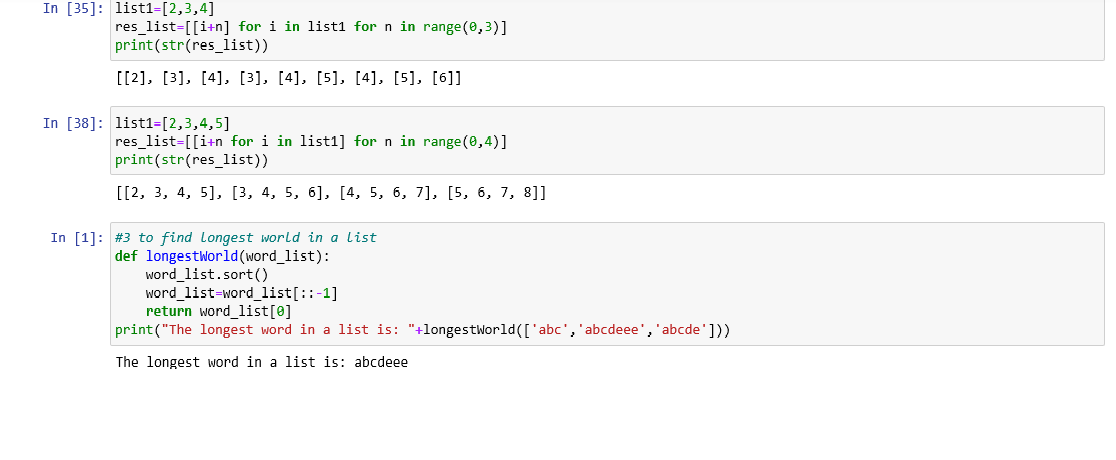 In [35]: list1=[2,3,4]
res_list=[[i+n] for i in list1 for n in range(0,3)]
print(str(res_list))
[[2], [3], [4], [3], [4], [5], [4], [5], [6]]
In [38]: list1=[2,3,4,5]
res_list=[[i+n for i in list1] for n in range(0,4)]
print(str(res_list))
[[2, 3, 4, 5], [3, 4, 5, 6], [4, 5, 6, 7], [5, 6, 7, 8]]
In [1]: #3 to find longest world in a list
def longestWorld(word_list):
    word_list.sort()
    word_list=word_list[::-1]
    return word_list[0]
print("The longest word in a list is: "+longestWorld(['abc','abcdeee','abcde']))
The longest word in a list is: abcdeee